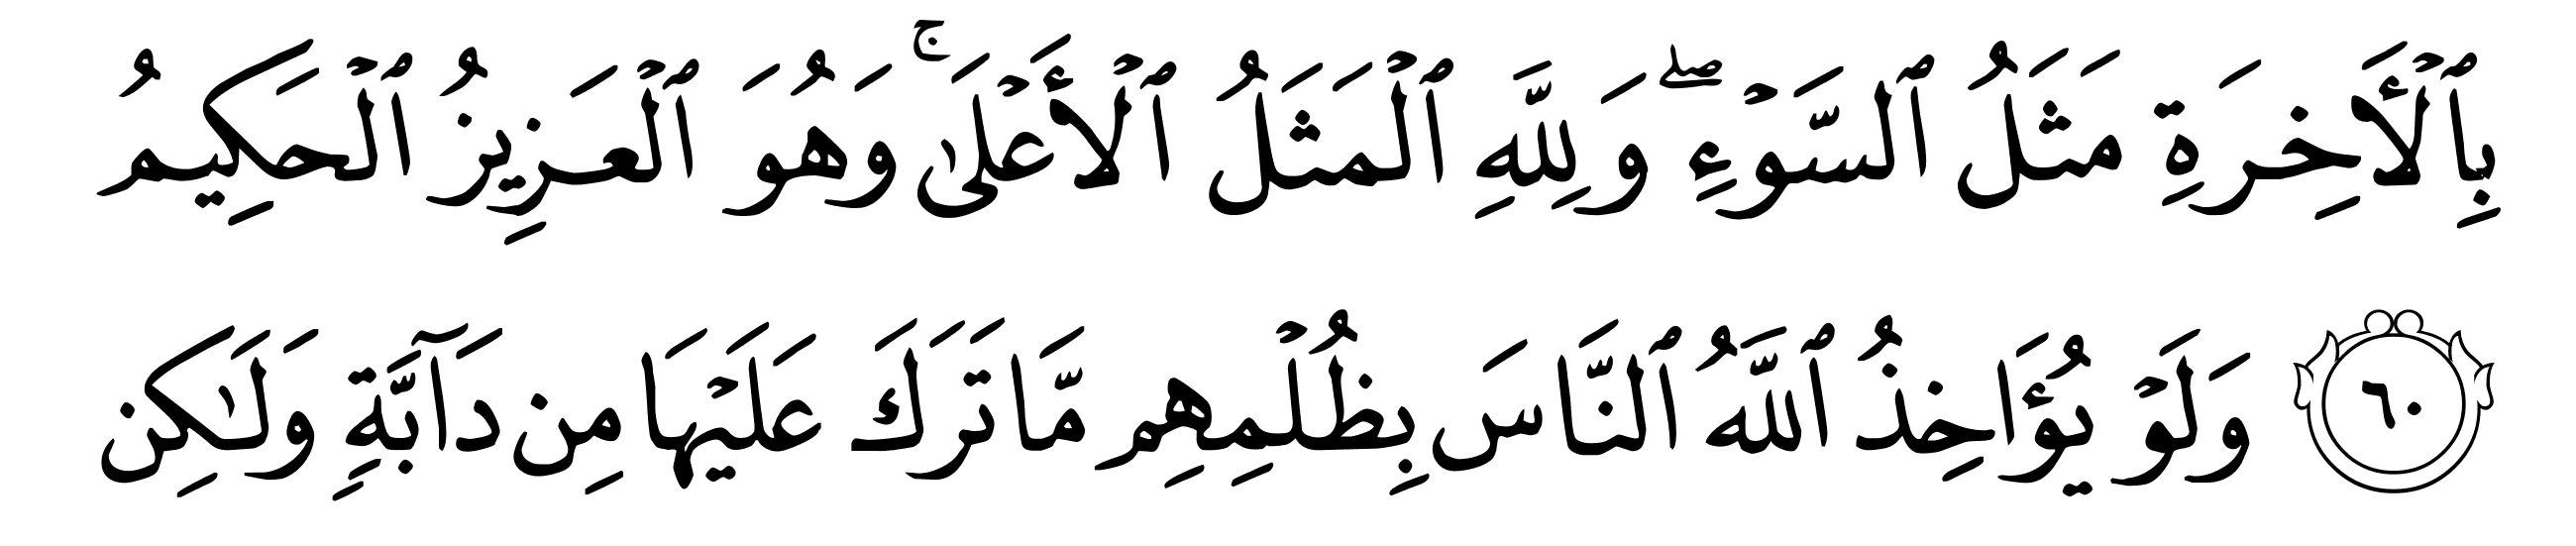 بِٱلۡأَخِرَةِ مَثَلُ ٱلسَّوۡءِۖ وَلِلَّهِ ٱلۡمَثَلُ ٱلۡأَعۡلَىٰۚ وَهُوَ ٱلۡعَزِيزُ ٱلۡحَكِيمُ
٦٠ وَلَوۡ يُؤَاخِذُ ٱللَّهُ ٱلنَّاسَ بِظُلۡمِهِم مَّا تَرَكَ عَلَيۡهَا مِن دَآبَّةٖ وَلَٰكِن